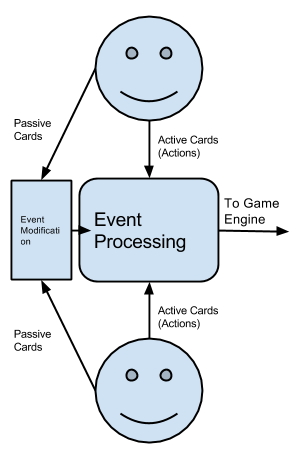 Passive
Cards
Active Cards
(Actions)
Event
Modificati
on
Event
Processing
To Game
Engine
Active Cards
(Actions)
Passive
Cards